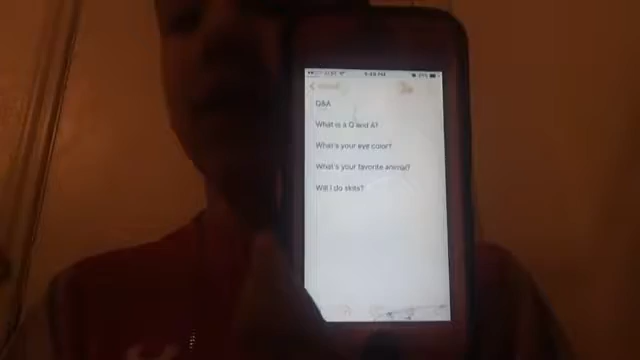 Q&A
What is a Q and A?
What's your eye color?
What's your favorite animal?
Will I do skits?